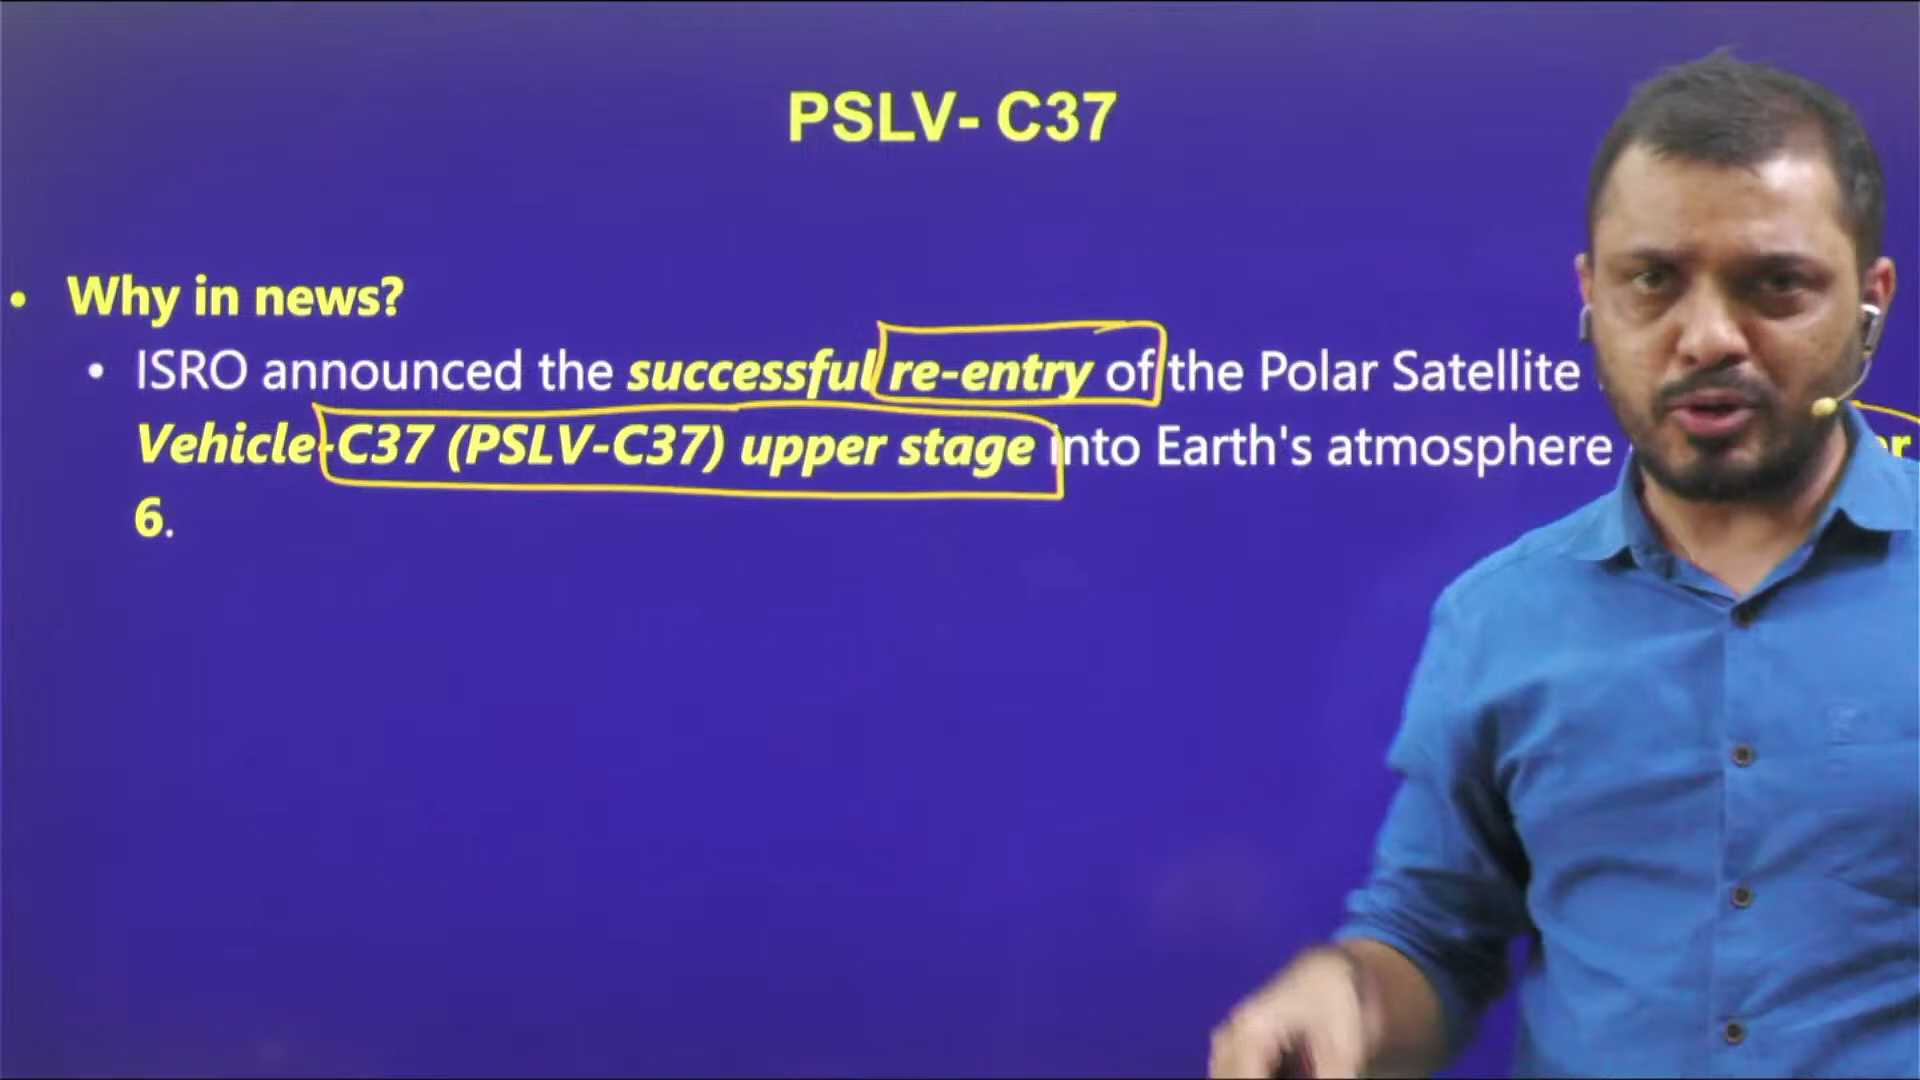 PSLV- C37
• Why in news?
• ISRO announced the successful re-entry of the Polar Satellite
Vehicle-C37 (PSLV-C37) upper stage into Earth's atmosphere
6.